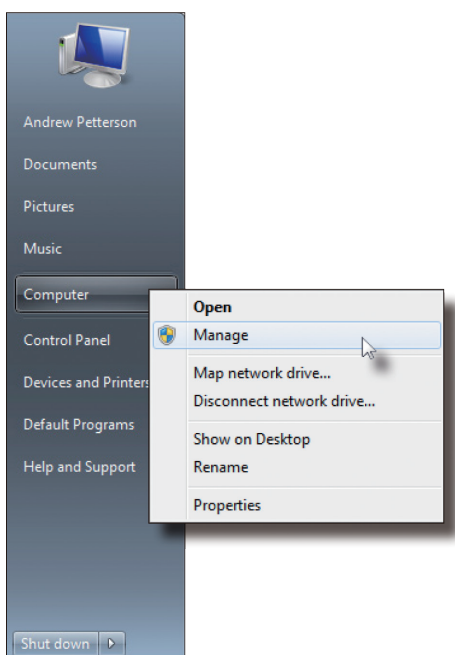 Andrew Petterson
Documents
Pictures
Music
Computer
Control Panel
Devices and Printers
Default Programs
Help and Support
Shut down
Open
Manage
Map network drive...
Disconnect network drive...
Show on Desktop
Rename
Properties